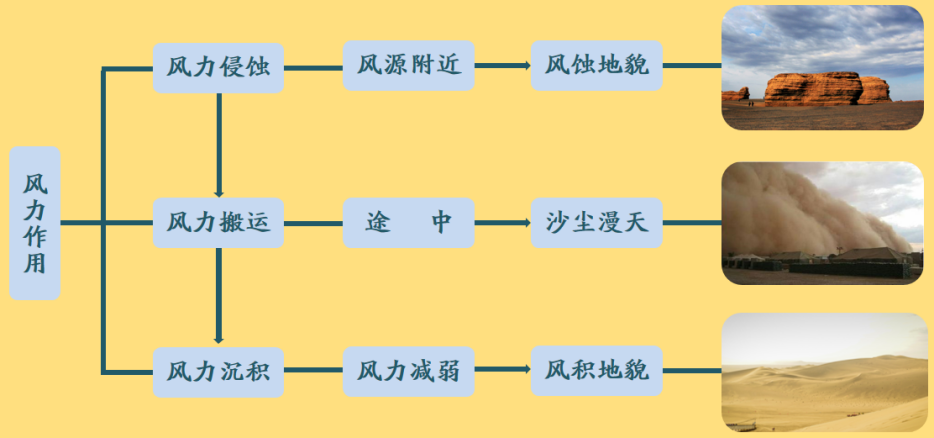 风力作用
风力侵蚀
风源附近
风蚀地貌
风力搬运
途 中
沙尘漫天
风力沉积
风力减弱
风积地貌